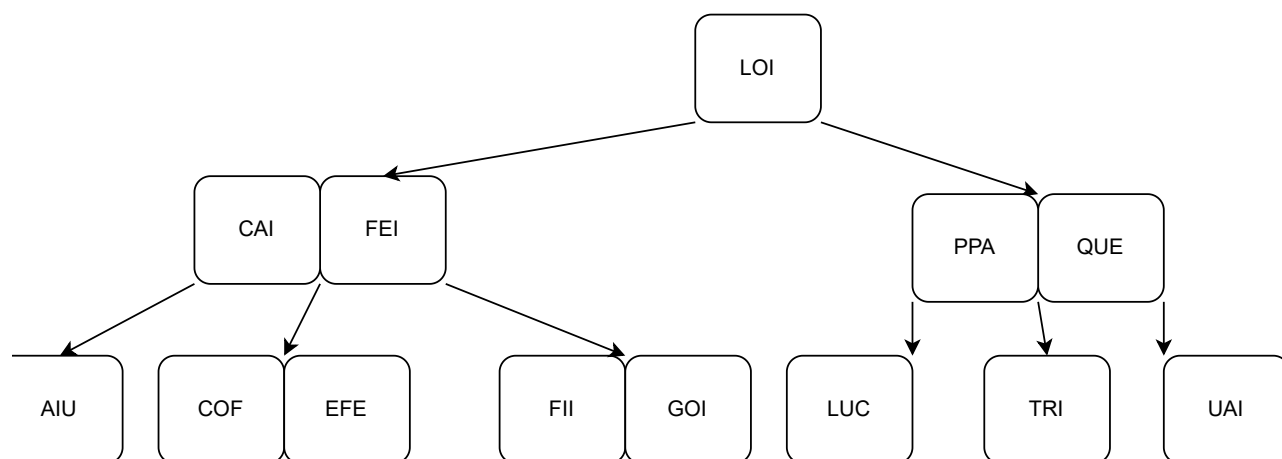 LOI
CAI FEI
PPA QUE
AIU COF EFE FII GOI LUC TRI UAI